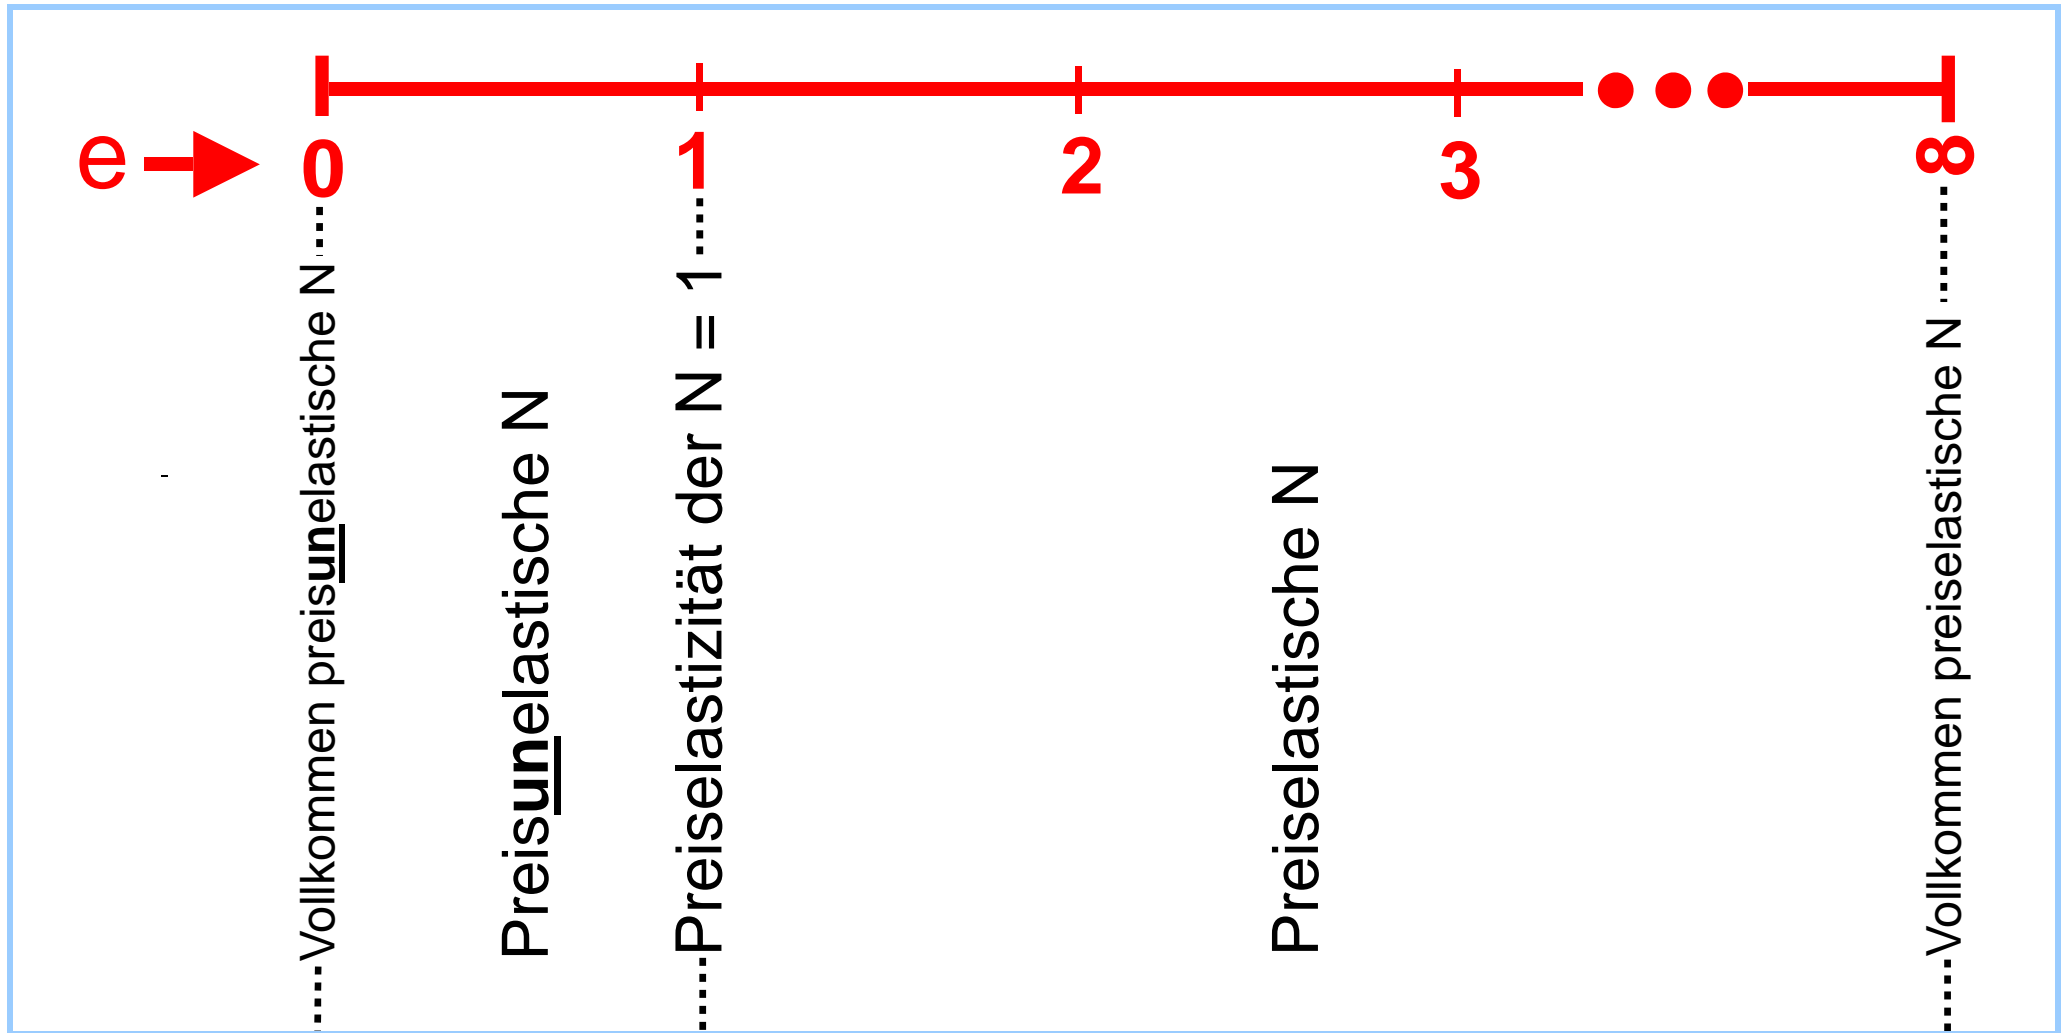 e
0
1
2
3
∞
Vollkommen preisunelastische N
Preisunelastische N
Preiselastizität der N = 1
Preiselastische N
Vollkommen preiselastische N